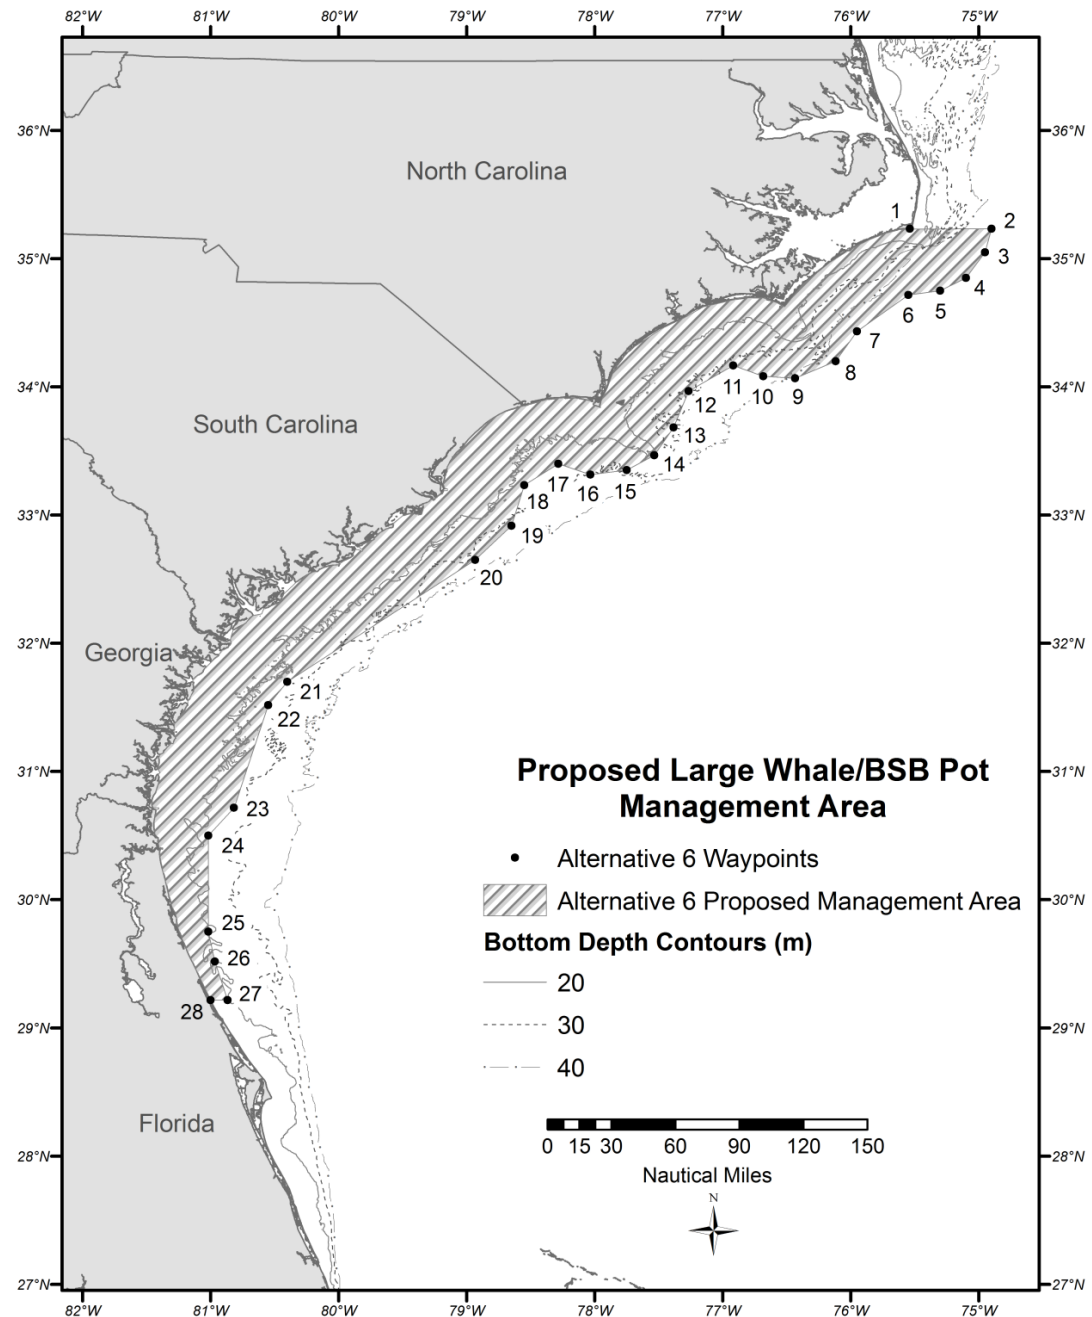 82°W 81°W 80°W 79°W 78°W 77°W 76°W 75°W
36°N 36°N
North Carolina
1 2
35°N 35°N
3
4
5
6
7
8
34°N 34°N
9
10
11
12
South Carolina
13
14
15
16
17
18
33°N 33°N
19
20
32°N 32°N
Georgia
21
22
31°N 31°N
Proposed Large Whale/BSB Pot
Management Area
23
24
Alternative 6 Waypoints
30°N 30°N
Alternative 6 Proposed Management Area
25
Bottom Depth Contours (m)
26
20
27
28
29°N 29°N
30
40
Florida
0 15 30 60 90 120 150
28°N 28°N
Nautical Miles
N
27°N 27°N
82°W 81°W 80°W 79°W 78°W 77°W 76°W 75°W